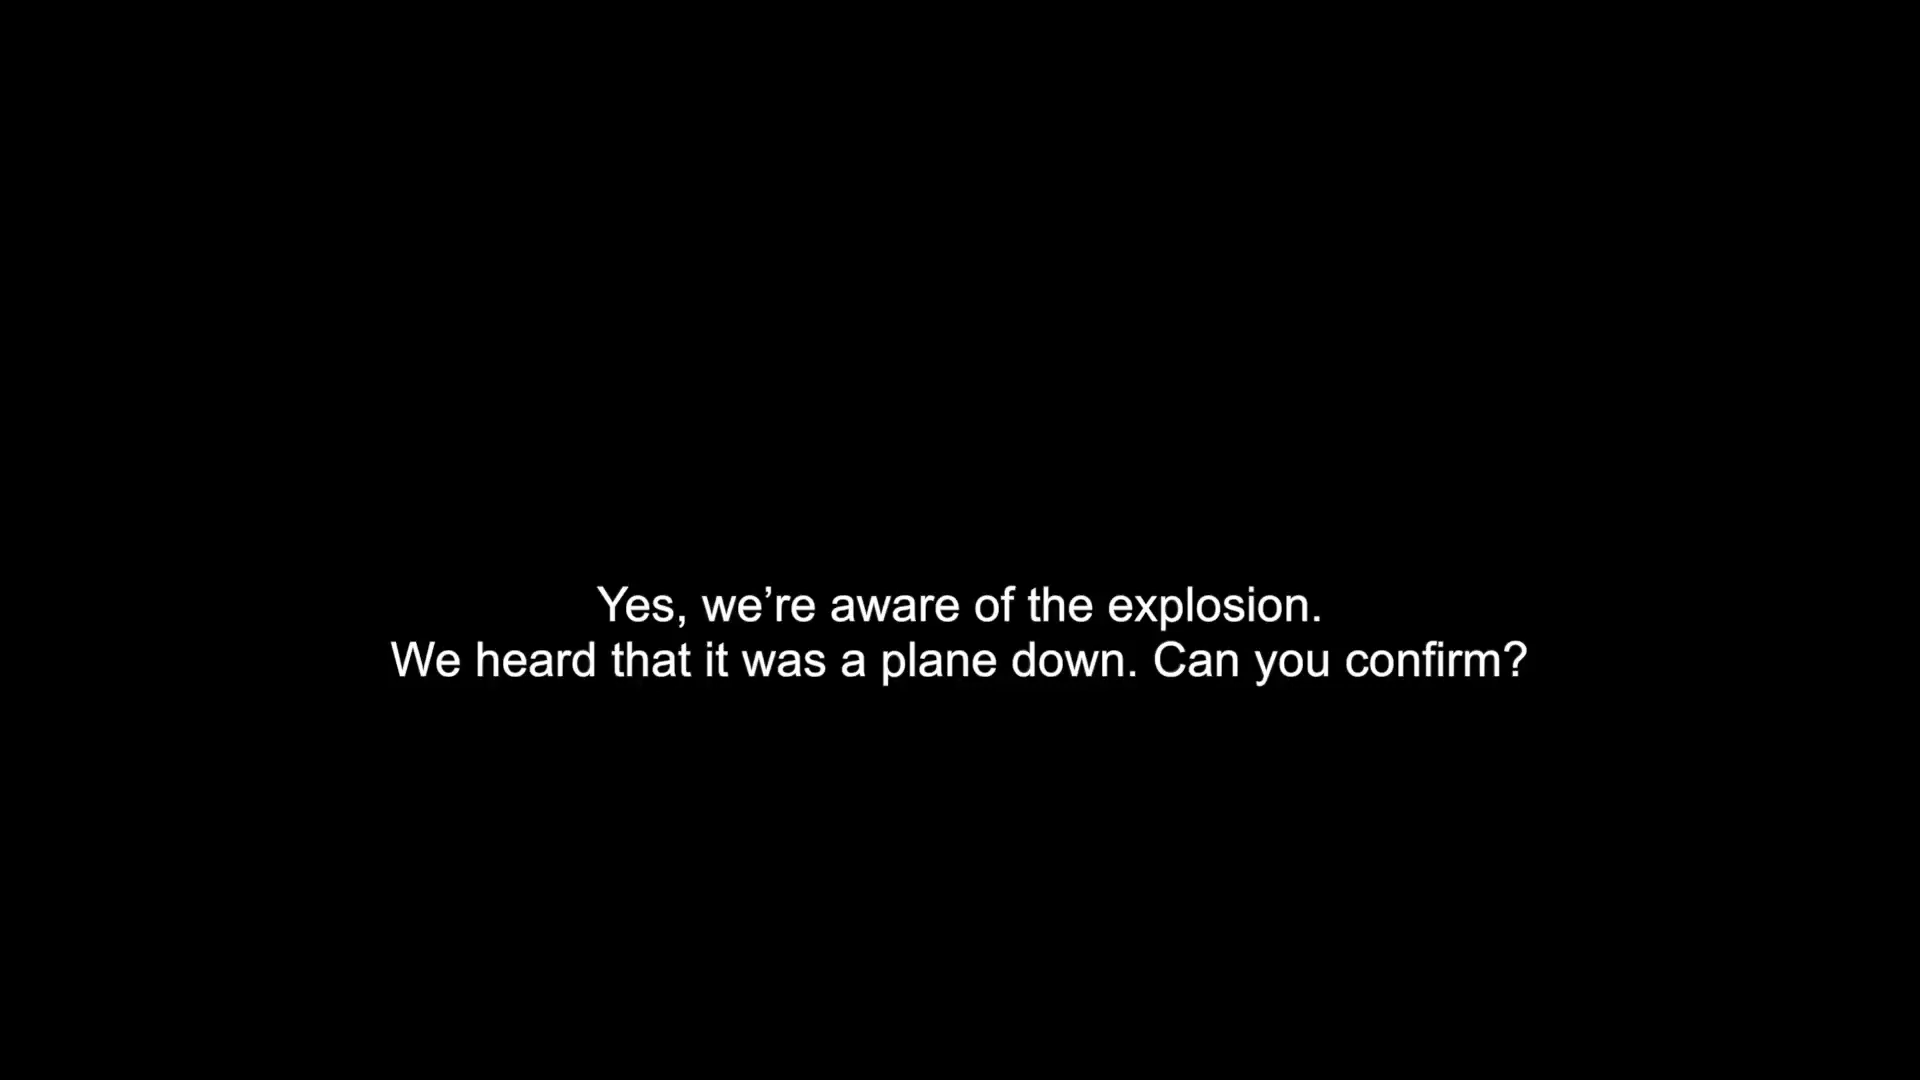 Yes, we’re aware of the explosion.
We heard that it was a plane down. Can you confirm?